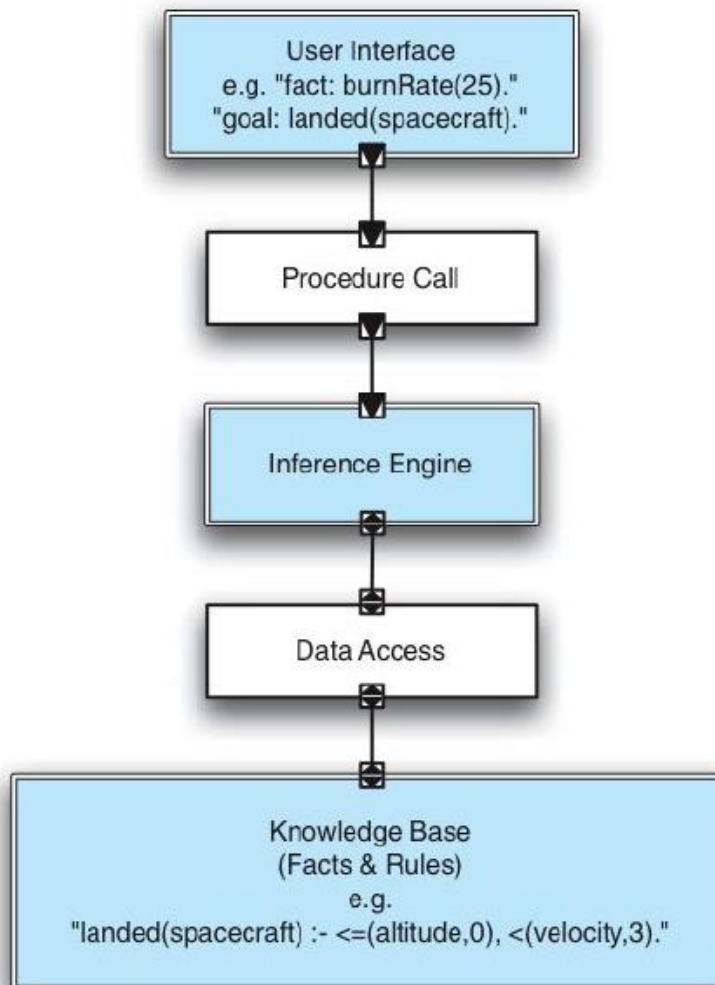 User Interface
e.g. "fact: burnRate(25)."
"goal: landed(spacecraft)."
Procedure Call
Inference Engine
Data Access
Knowledge Base
(Facts & Rules)
e.g.
"landed(spacecraft) :- <=(altitude,0), <(velocity,3)."